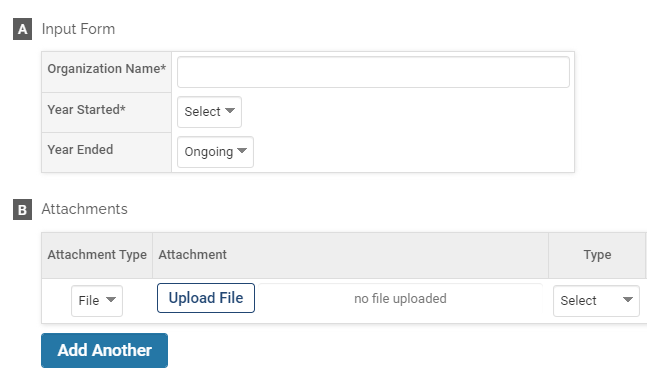 A Input Form
Organization Name*
Year Started* Select
Year Ended Ongoing
B Attachments
Attachment Type Attachment Type
File Upload File no file uploaded Select
Add Another